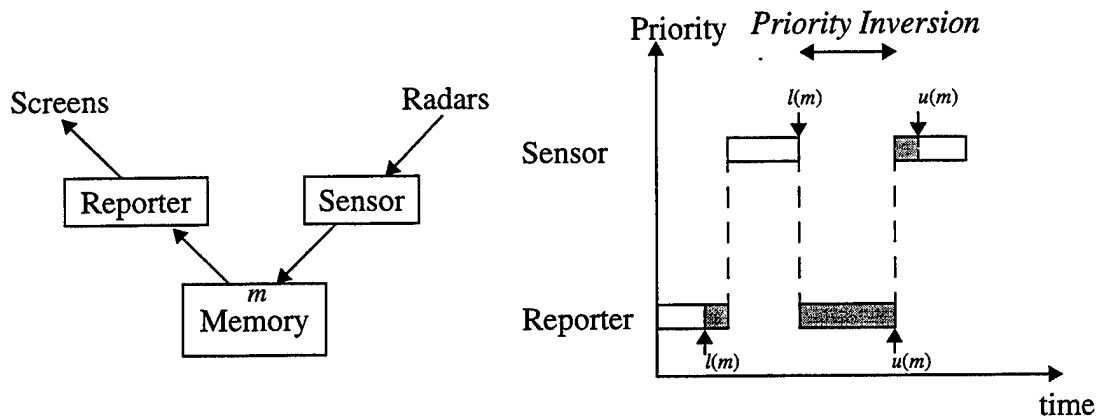 Screens
Radars
Reporter
Sensor
m
Memory
Priority
Priority Inversion
l(m)
u(m)
Sensor
Reporter
l(m)
u(m)
time